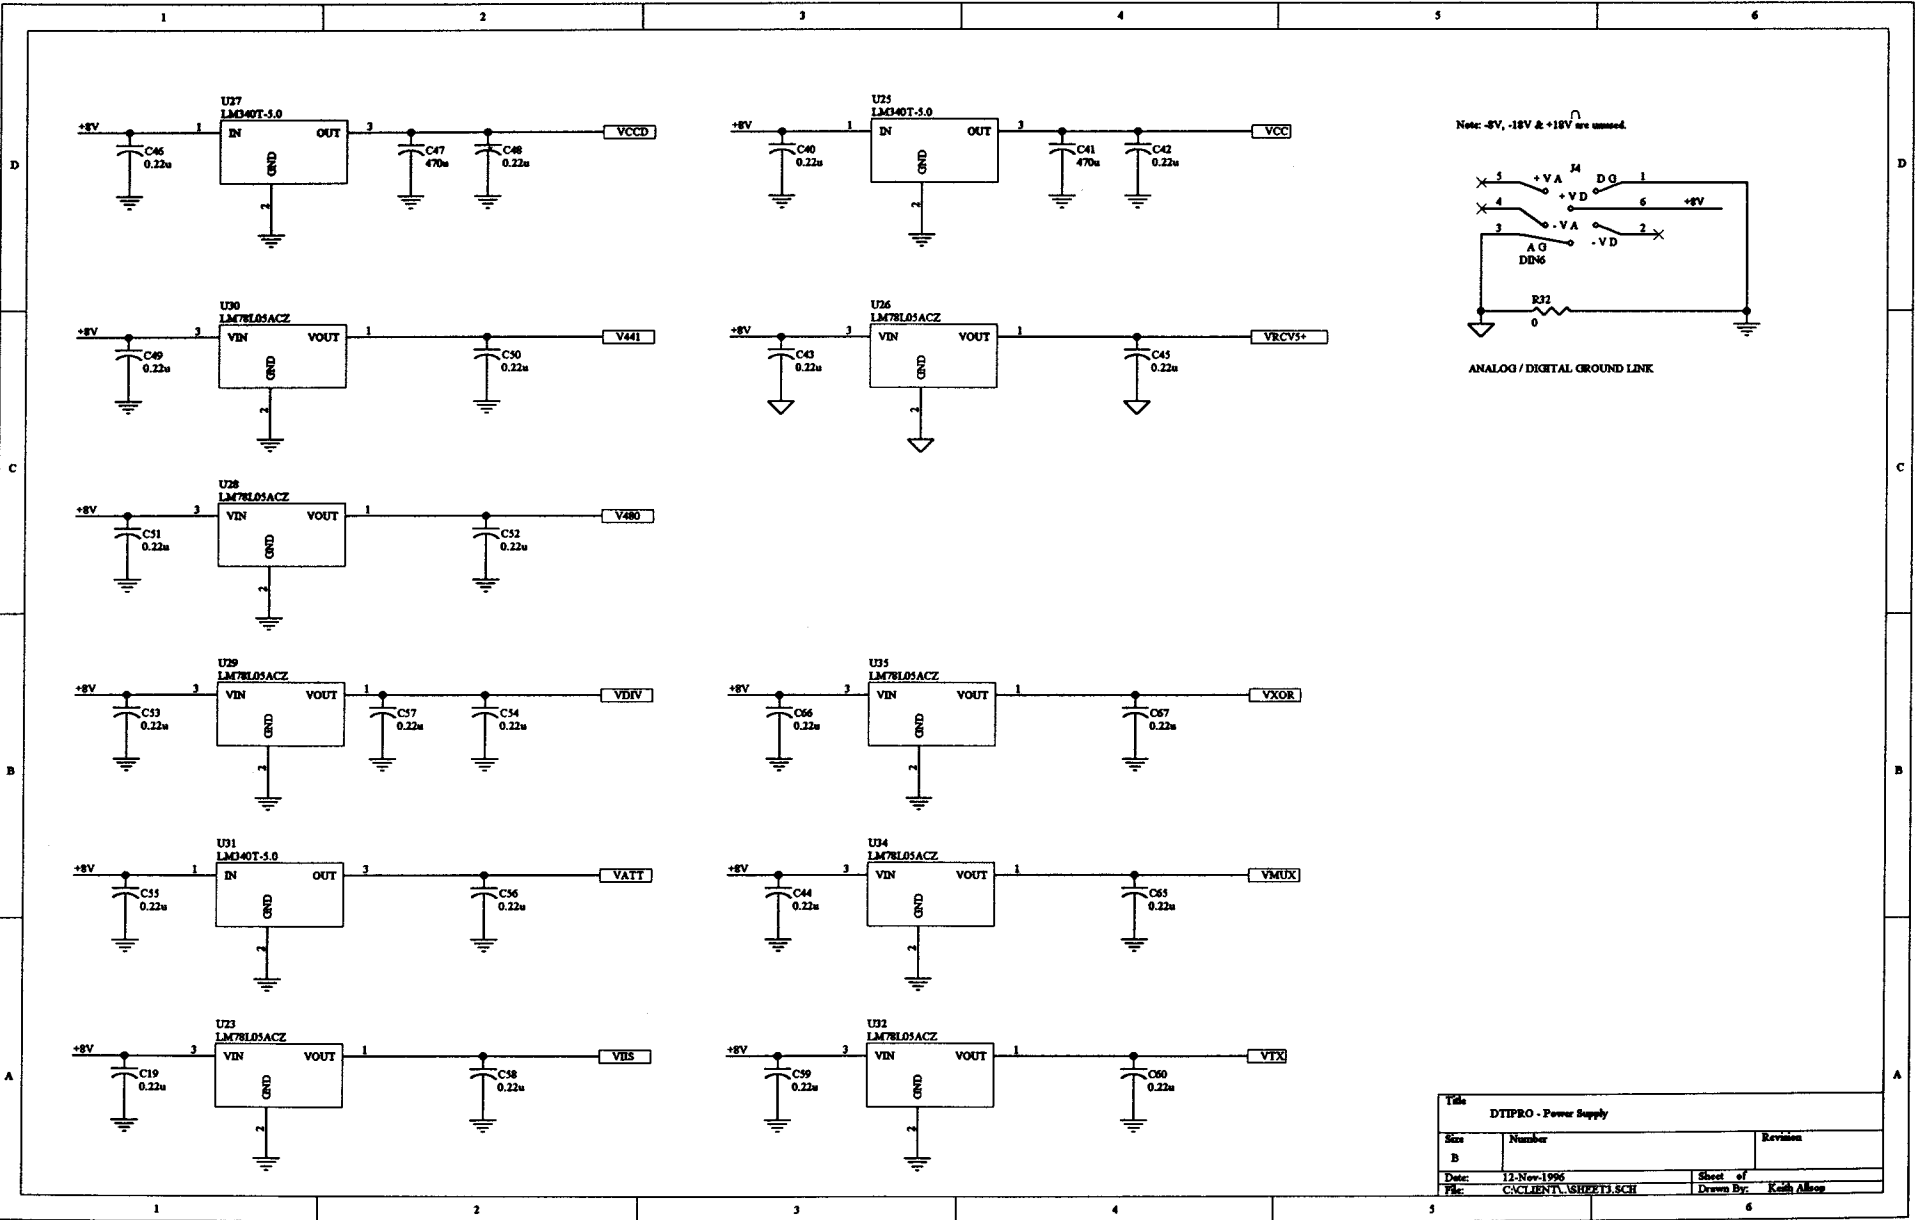 1 2 3 4 5 6
D
U27
LM340T-5.0
+8V 1 IN OUT 3 VCCD
GND
2
C46
0.22u
C47
470u
C48
0.22u
U25
LM340T-5.0
+8V 1 IN OUT 3 VCC
GND
2
C40
0.22u
C41
470u
C42
0.22u
Note: -8V, -18V & +18V are unused.
J4
5 +VA DG 1
+VD 6 +8V
4 -VA
3 AG -VD 2
DIN6
R32
0
ANALOG / DIGITAL GROUND LINK
D
U30
LM78L05ACZ
+8V 3 VIN VOUT 1 V441
GND
2
C49
0.22u
C50
0.22u
U26
LM78L05ACZ
+8V 3 VIN VOUT 1 VRCV5+
GND
2
C43
0.22u
C45
0.22u
C
C
U28
LM78L05ACZ
+8V 3 VIN VOUT 1 V480
GND
2
C51
0.22u
C52
0.22u
U29
LM78L05ACZ
+8V 3 VIN VOUT 1 VDIV
GND
2
C53
0.22u
C57
0.22u
C54
0.22u
U35
LM78L05ACZ
+8V 3 VIN VOUT 1 VXOR
GND
2
C66
0.22u
C67
0.22u
B
B
U31
LM340T-5.0
+8V 1 IN OUT 3 VATT
GND
2
C55
0.22u
C56
0.22u
U34
LM78L05ACZ
+8V 3 VIN VOUT 1 VMUX
GND
2
C44
0.22u
C65
0.22u
U23
LM78L05ACZ
+8V 3 VIN VOUT 1 VIIS
GND
2
C19
0.22u
C58
0.22u
U32
LM78L05ACZ
+8V 3 VIN VOUT 1 VTX
GND
2
C59
0.22u
C60
0.22u
A
A
Title
DTIPRO - Power Supply
Size Number Revision
B
Date: 12-Nov-1996 Sheet of
File: C:\CLIENT\..\SHEET3.SCH Drawn By: Keith Allsop
1 2 3 4 5 6